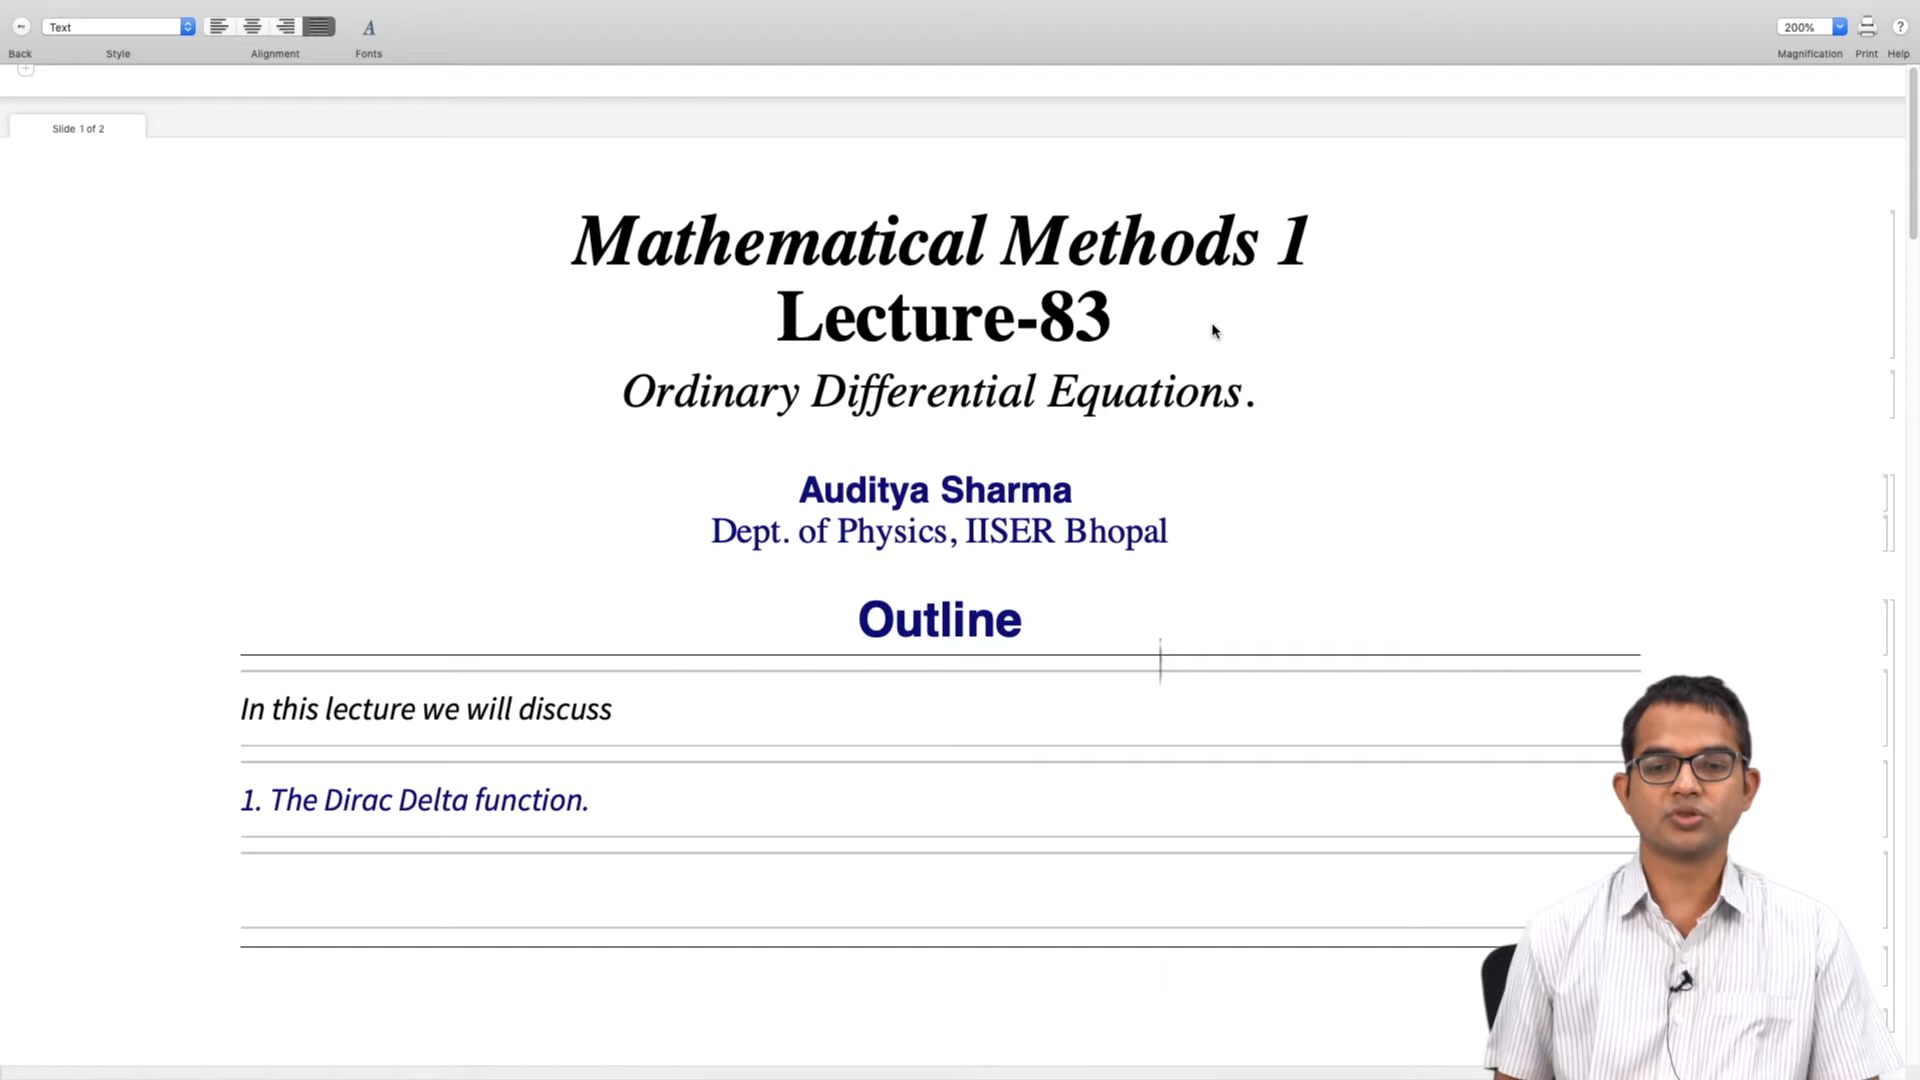 Text
200%
Back
Style
Alignment
Fonts
Magnification
Print
Help
Slide 1 of 2
Mathematical Methods 1
Lecture-83
Ordinary Differential Equations.
Auditya Sharma
Dept. of Physics, IISER Bhopal
Outline
In this lecture we will discuss
1. The Dirac Delta function.